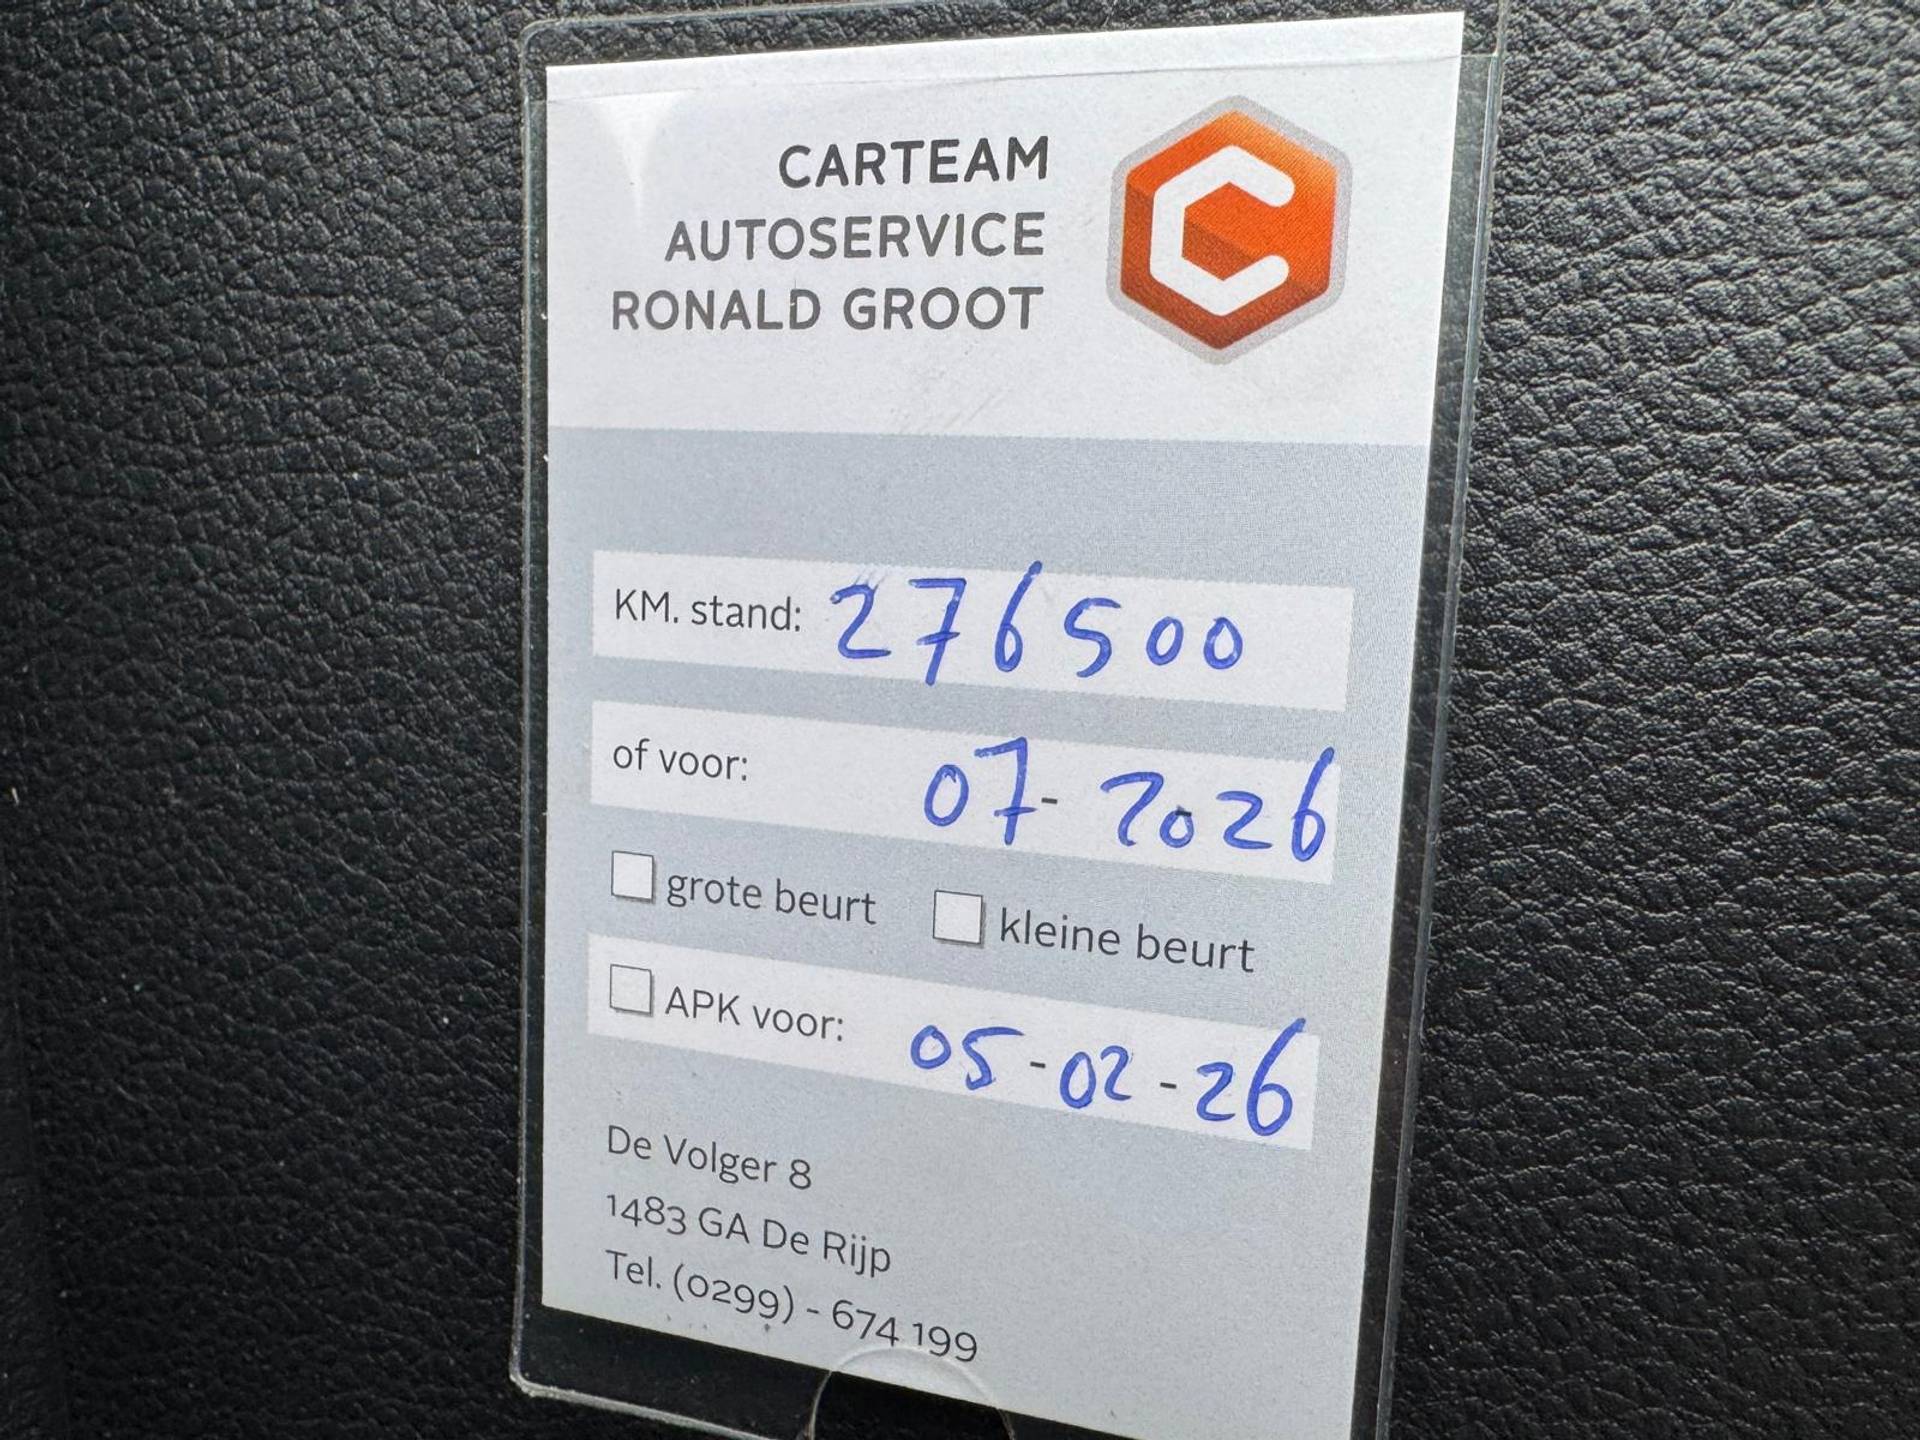 CARTEAM
AUTOSERVICE
RONALD GROOT
KM. stand: 276500
of voor: 07-2026
grote beurt kleine beurt
APK voor: 05-02-26
De Volger 8
1483 GA De Rijp
Tel. (0299) - 674 199